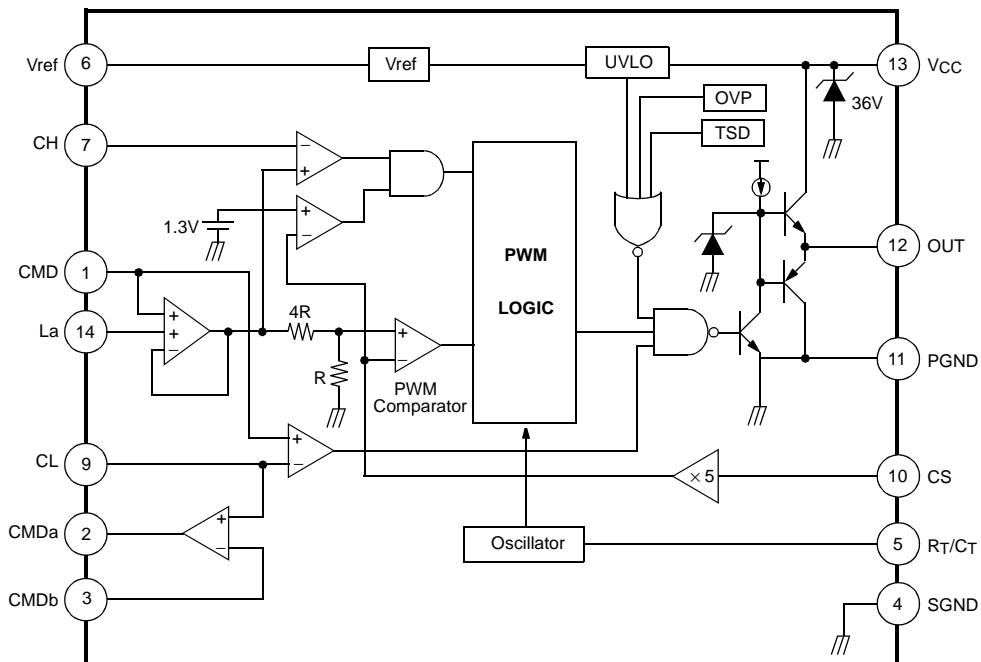 Vref
6
Vref
UVLO
13
VCC
OVP
36V
TSD
CH
7
−
+
+
−
1.3V
PWM
LOGIC
12
OUT
CMD
1
La
14
+
+
−
4R
R
+
−
PWM
Comparator
11
PGND
CL
9
+
−
× 5
10
CS
CMDa
2
+
−
Oscillator
5
RT/CT
CMDb
3
4
SGND